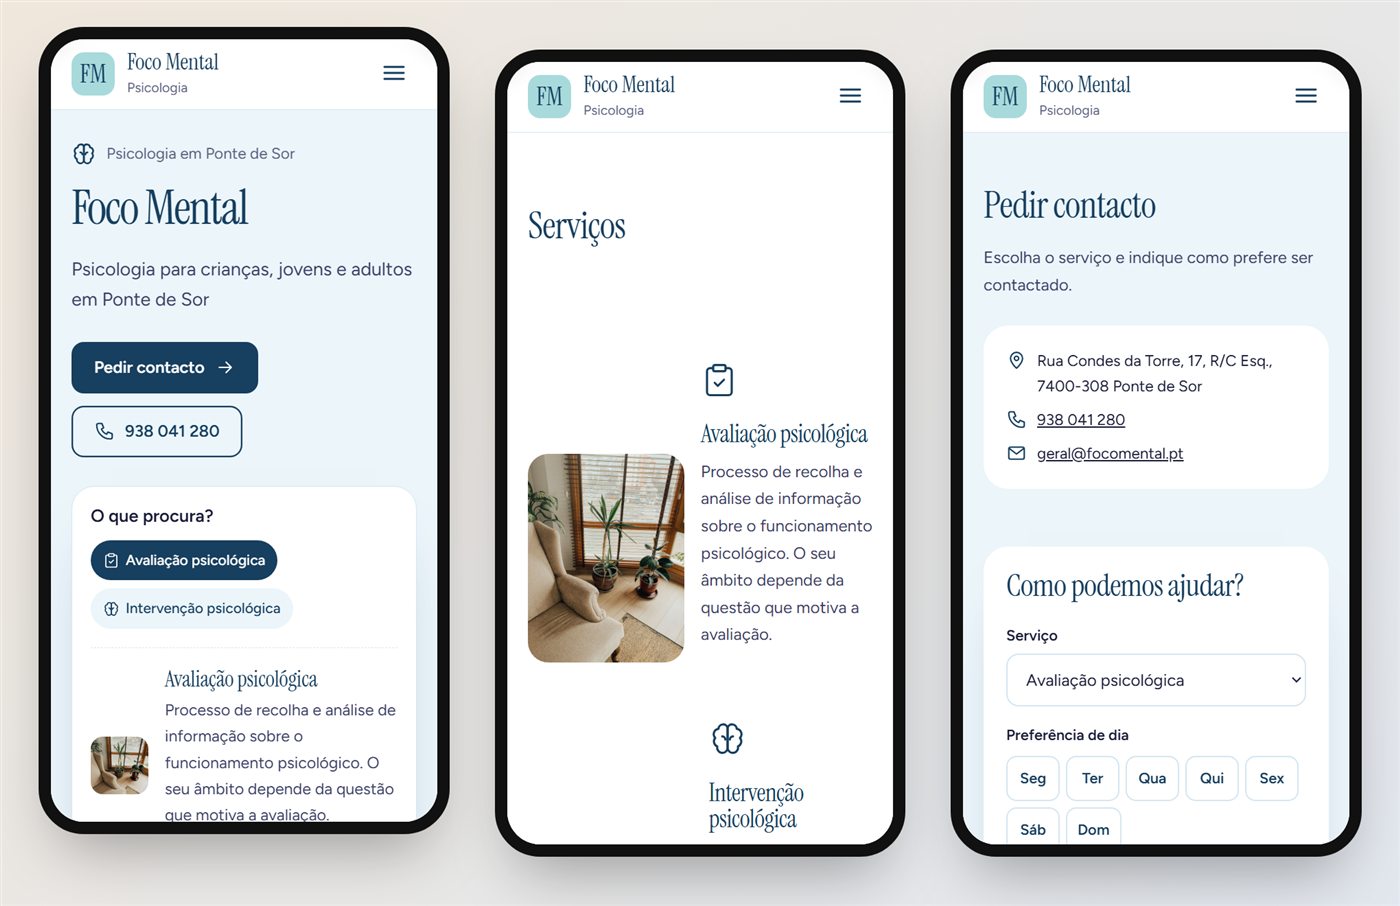 FM
Foco Mental
Psicologia
Psicologia em Ponte de Sor
Foco Mental
Psicologia para crianças, jovens e adultos
em Ponte de Sor
Pedir contacto
938 041 280
O que procura?
Avaliação psicológica
Intervenção psicológica
Avaliação psicológica
Processo de recolha e análise de
informação sobre o
funcionamento psicológico. O
seu âmbito depende da questão
que motiva a avaliação.
FM
Foco Mental
Psicologia
Serviços
Avaliação psicológica
Processo de recolha e
análise de informação
sobre o funcionamento
psicológico. O seu
âmbito depende da
questão que motiva a
avaliação.
Intervenção
psicológica
FM
Foco Mental
Psicologia
Pedir contacto
Escolha o serviço e indique como prefere ser
contactado.
Rua Condes da Torre, 17, R/C Esq.,
7400-308 Ponte de Sor
938 041 280
geral@focomental.pt
Como podemos ajudar?
Serviço
Avaliação psicológica
Preferência de dia
Seg Ter Qua Qui Sex
Sáb Dom